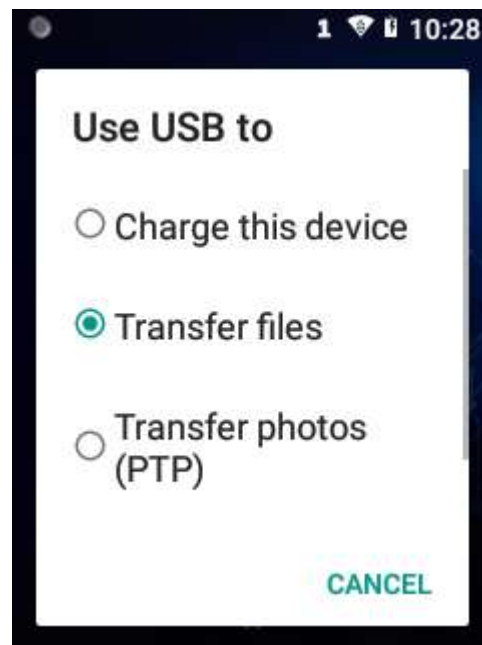 1 10:28
Use USB to
Charge this device
Transfer files
Transfer photos
(PTP)
CANCEL